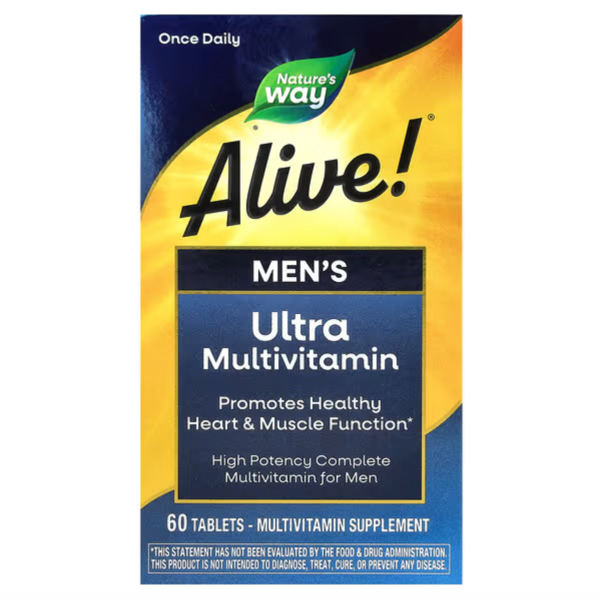 Once Daily
Nature's
way®
Alive!®
MEN'S
Ultra
Multivitamin
Promotes Healthy
Heart & Muscle Function*
High Potency Complete
Multivitamin for Men
60 TABLETS - MULTIVITAMIN SUPPLEMENT
*THIS STATEMENT HAS NOT BEEN EVALUATED BY THE FOOD & DRUG ADMINISTRATION.
THIS PRODUCT IS NOT INTENDED TO DIAGNOSE, TREAT, CURE, OR PREVENT ANY DISEASE.